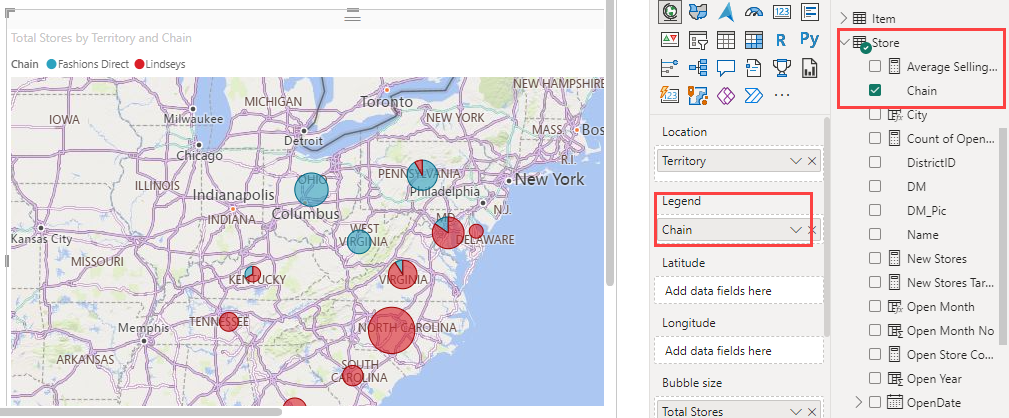 Total Stores by Territory and Chain
Chain Fashions Direct Lindseys
NEW HAMPSHIRE
MICHIGAN
Toronto
IOWA
Milwaukee
NEW YORK
MASS.
Bos
Detroit
Chicago
R.I.
PENNSYLVANIA
OHIO
ILLINOIS
Indianapolis
New York
Philadelphia
INDIANA
Columbus
N.J.
MD.
WEST
VIRGINIA
DELAWARE
Kansas City
KENTUCKY
VIRGINIA
TENNESSEE
NORTH CAROLINA
Memphis
ARKANSAS
SOUTH
CAROLINA
123
R
Py
123
Location
Territory
Legend
Chain
Latitude
Add data fields here
Longitude
Add data fields here
Bubble size
Total Stores
Item
Store
Average Selling...
Chain
City
Count of Open...
DistrictID
DM
DM_Pic
Name
New Stores
New Stores Tar...
Open Month
Open Month No
Open Store Co...
Open Year
OpenDate